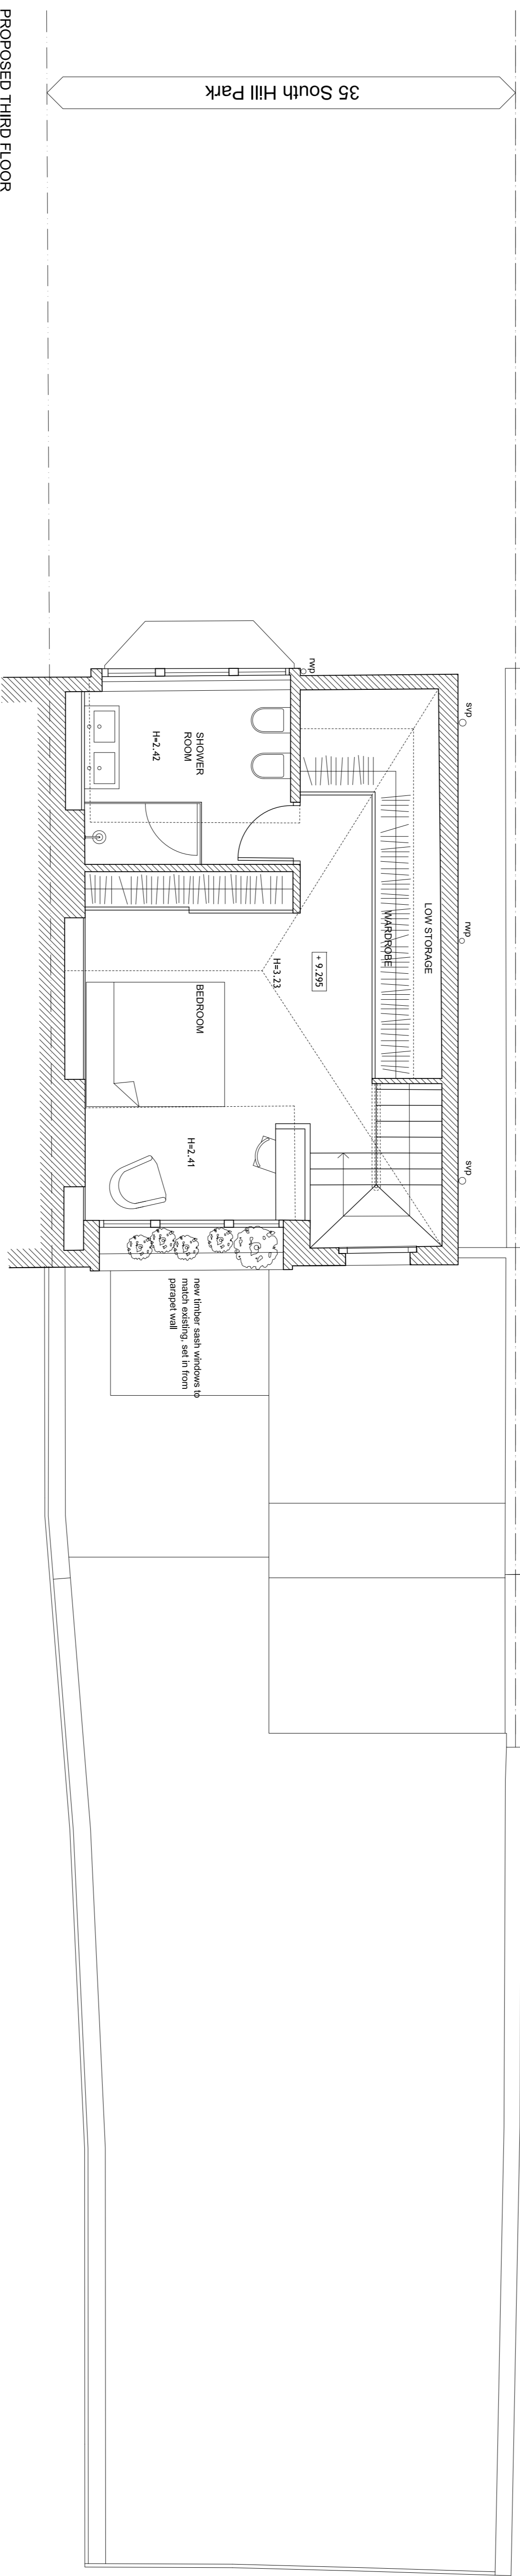 PROPOSED THIRD FLOOR
35 South Hill Park
rwp
svp
SHOWER
ROOM
H=2.42
LOW STORAGE
WARDROBE
rwp
+ 9.295
H=3.23
BEDROOM
H=2.41
svp
new timber sash windows to
match existing, set in from
parapet wall